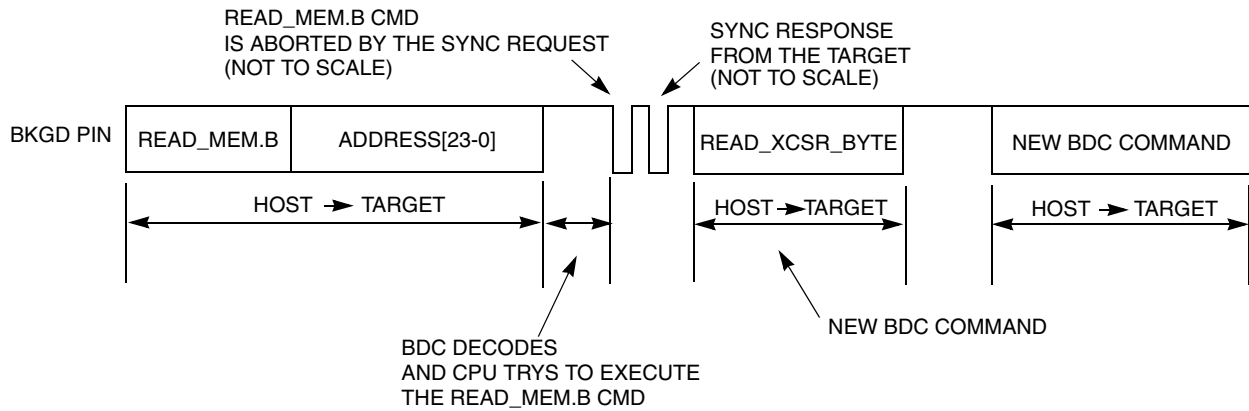 READ_MEM.B CMD
IS ABORTED BY THE SYNC REQUEST
(NOT TO SCALE)
SYNC RESPONSE
FROM THE TARGET
(NOT TO SCALE)
BKGD PIN
READ_MEM.B
ADDRESS[23-0]
READ_XCSR_BYTE
NEW BDC COMMAND
HOST → TARGET
HOST → TARGET
HOST → TARGET
BDC DECODES
AND CPU TRYS TO EXECUTE
THE READ_MEM.B CMD
NEW BDC COMMAND